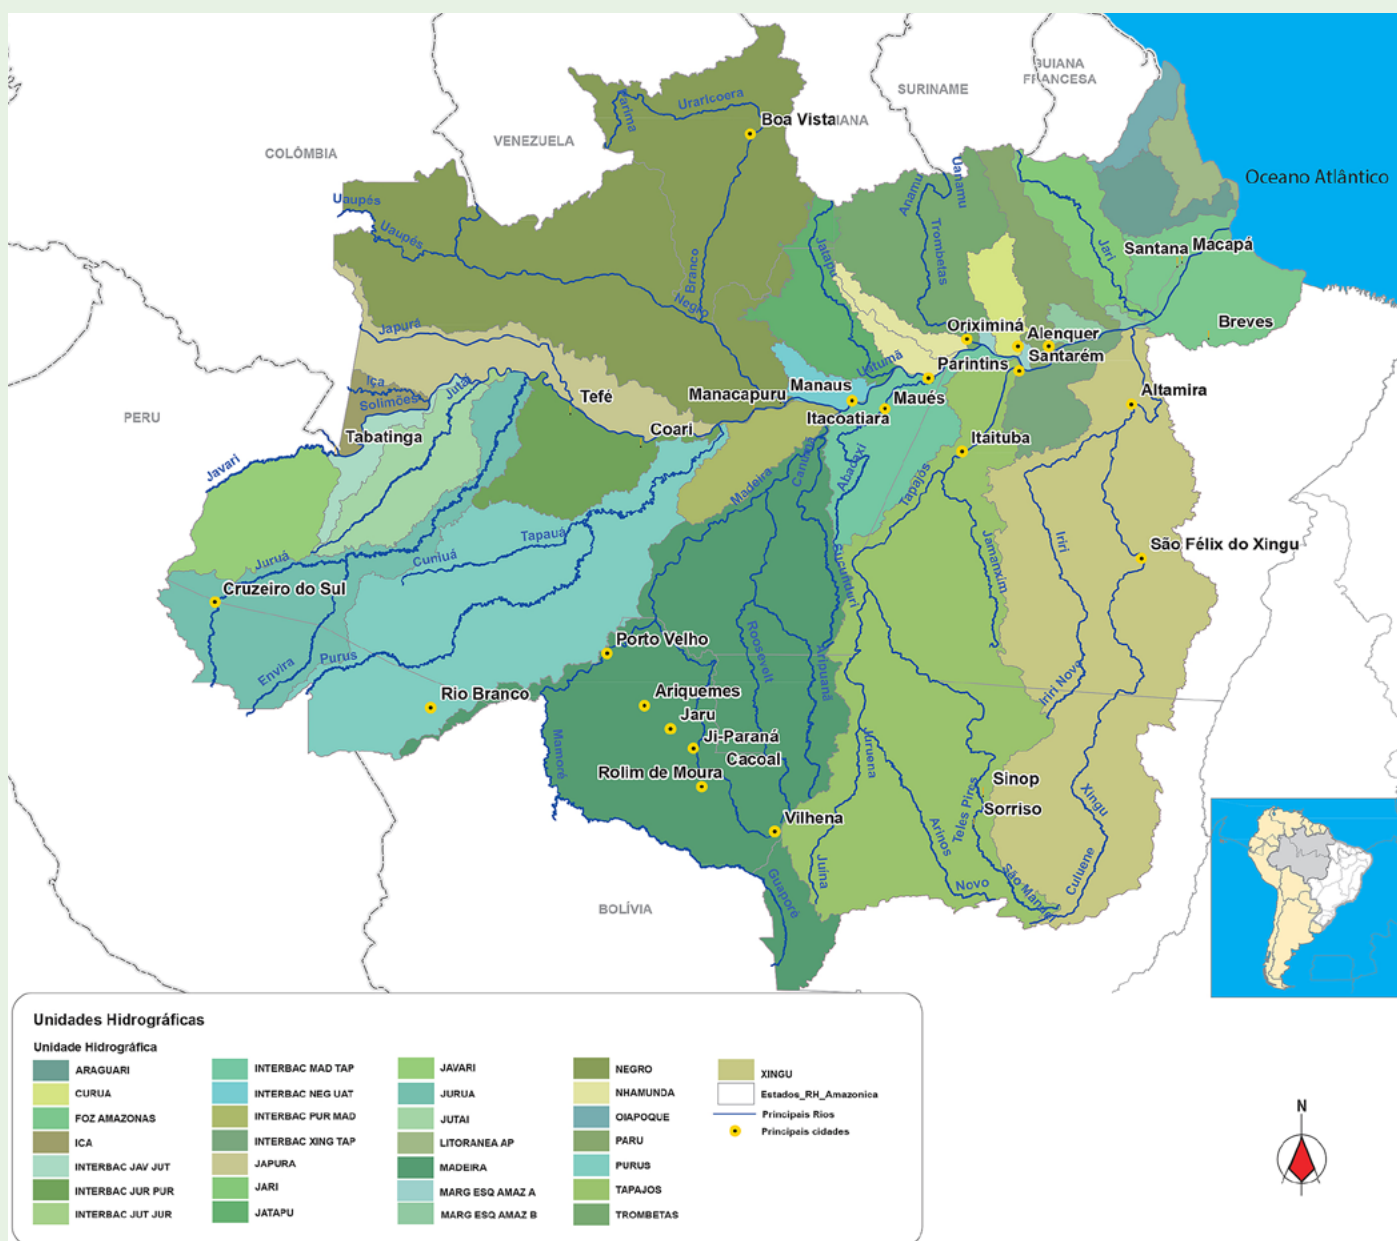 GUIANA
FRANCESA
SURINAME
Uraricoera
Boa Vista
IANA
VENEZUELA
COLÔMBIA
Oceano Atlântico
Uanamu
Anamu
Uaupés
Uaupés
Trombetas
Jatapu
Jari
Santana
Macapá
Branco
Negro
Japurá
Oriximiná
Alenquer
Breves
Santarém
Uatumã
Parintins
Iça
Jutaí
Manaus
Manacapuru
Solimões
Tefé
Maués
Altamira
PERU
Itacoatiara
Tabatinga
Coari
Itaituba
Javari
Madeira
Canumã
Abacaxi
Tapajós
Tapauá
Cuniuá
Juruá
Jamanxim
Iriri
São Félix do Xingu
Sucunduri
Cruzeiro do Sul
Porto Velho
Roosevelt
Aripuanã
Envira
Purus
Rio Branco
Ariquemes
Iriri Novo
Jaru
Ji-Paraná
Mamoré
Juruena
Cacoal
Rolim de Moura
Sinop
Teles Pires
Sorriso
Xingu
Vilhena
Arinos
Juína
Novo
São Manuel
Culuene
Guaporé
BOLÍVIA
Unidades Hidrográficas
Unidade Hidrográfica
ARAGUARI
CURUA
FOZ AMAZONAS
ICA
INTERBAC JAV JUT
INTERBAC JUR PUR
INTERBAC JUT JUR
INTERBAC MAD TAP
INTERBAC NEG UAT
INTERBAC PUR MAD
INTERBAC XING TAP
JAPURA
JARI
JATAPU
JAVARI
JURUA
JUTAI
LITORANEA AP
MADEIRA
MARG ESQ AMAZ A
MARG ESQ AMAZ B
NEGRO
NHAMUNDA
OIAPOQUE
PARU
PURUS
TAPAJOS
TROMBETAS
XINGU
Estados_RH_Amazonica
Principais Rios
Principais cidades
N